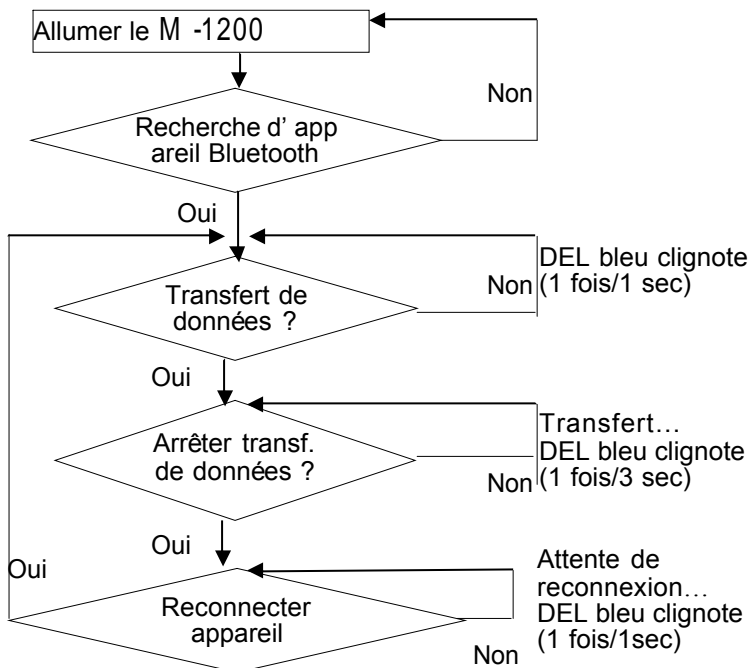 Allumer le M -1200
Non
Recherche d' app
areil Bluetooth
Oui
DEL bleu clignote
(1 fois/1 sec)
Transfert de
données ?
Non
Oui
Transfert...
DEL bleu clignote
(1 fois/3 sec)
Arrêter transf.
de données ?
Non
Oui
Oui
Attente de
reconnexion...
DEL bleu clignote
(1 fois/1sec)
Reconnecter
appareil
Non